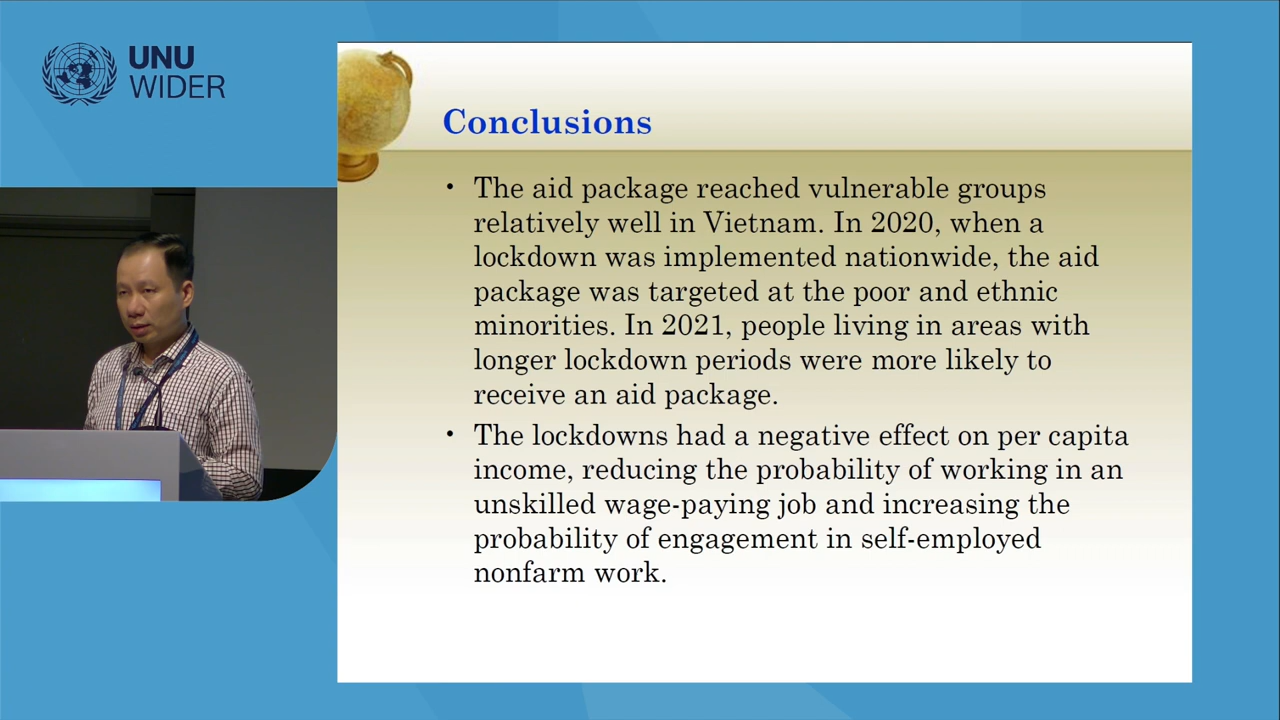 UNU
WIDER
Conclusions
• The aid package reached vulnerable groups
relatively well in Vietnam. In 2020, when a
lockdown was implemented nationwide, the aid
package was targeted at the poor and ethnic
minorities. In 2021, people living in areas with
longer lockdown periods were more likely to
receive an aid package.
• The lockdowns had a negative effect on per capita
income, reducing the probability of working in an
unskilled wage-paying job and increasing the
probability of engagement in self-employed
nonfarm work.